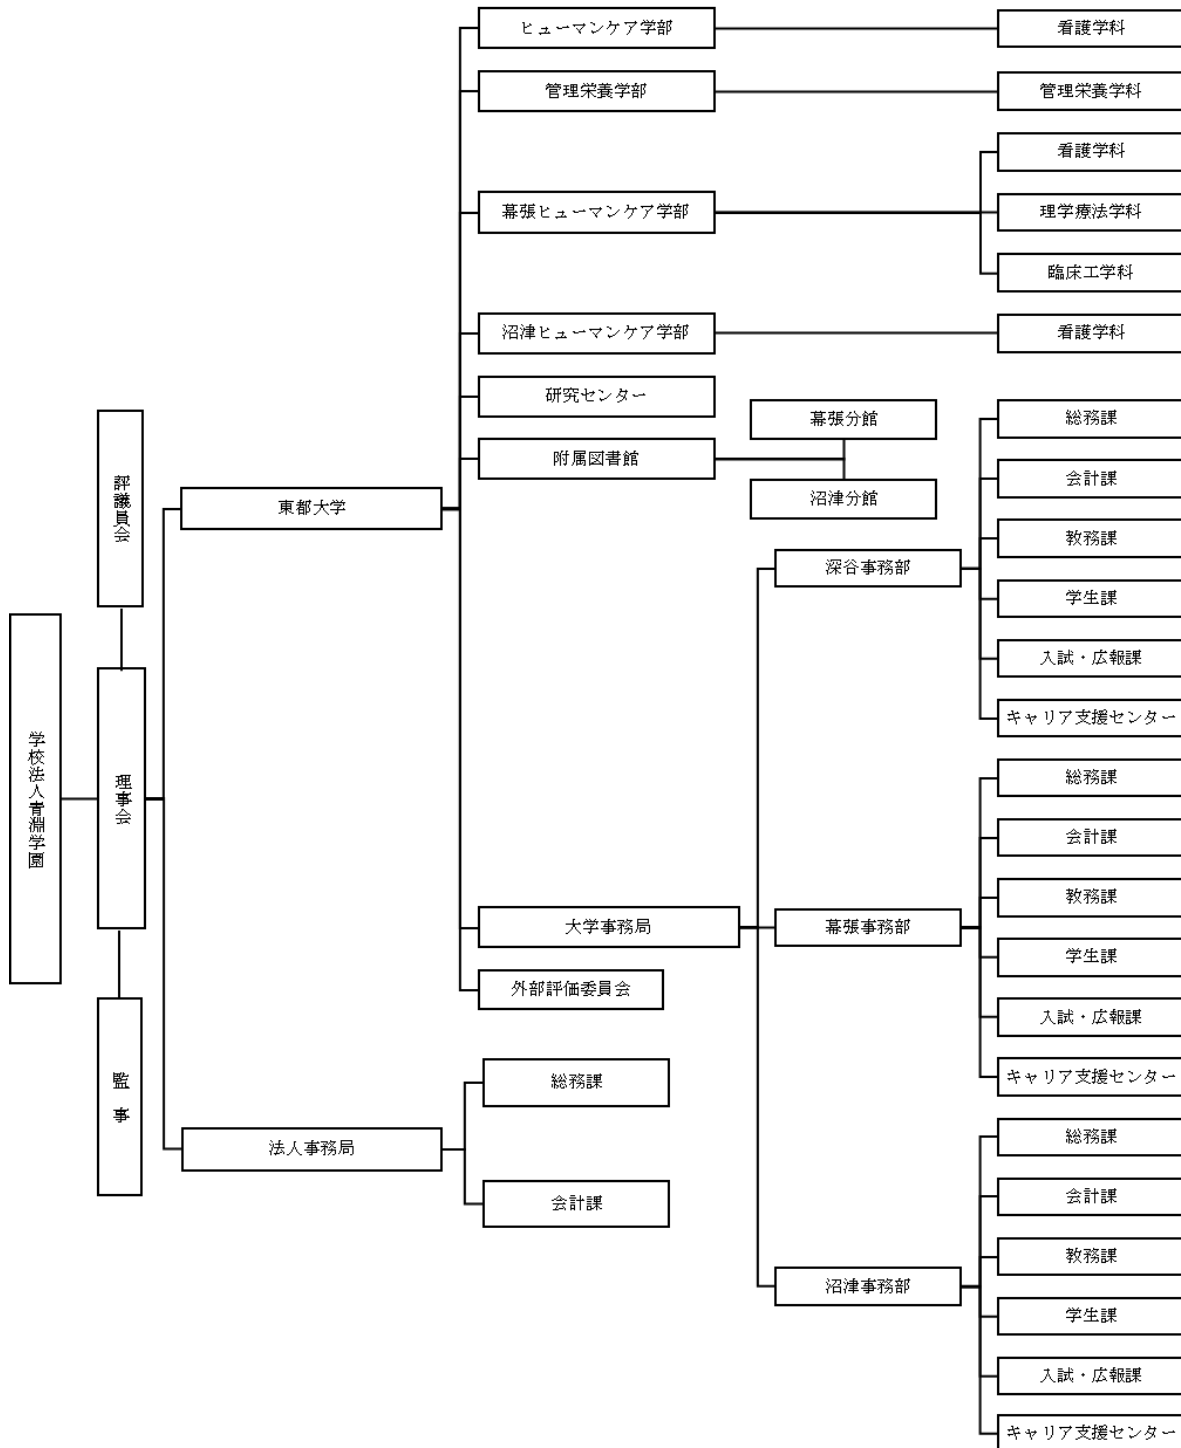 学校法人青淵学園
評議員会
理事会
監事
東都大学
ヒューマンケア学部
看護学科
管理栄養学部
管理栄養学科
幕張ヒューマンケア学部
看護学科
理学療法学科
臨床工学科
沼津ヒューマンケア学部
看護学科
研究センター
附属図書館
幕張分館
沼津分館
大学事務局
深谷事務部
総務課
会計課
教務課
学生課
入試・広報課
キャリア支援センター
幕張事務部
総務課
会計課
教務課
学生課
入試・広報課
キャリア支援センター
沼津事務部
総務課
会計課
教務課
学生課
入試・広報課
キャリア支援センター
外部評価委員会
法人事務局
総務課
会計課